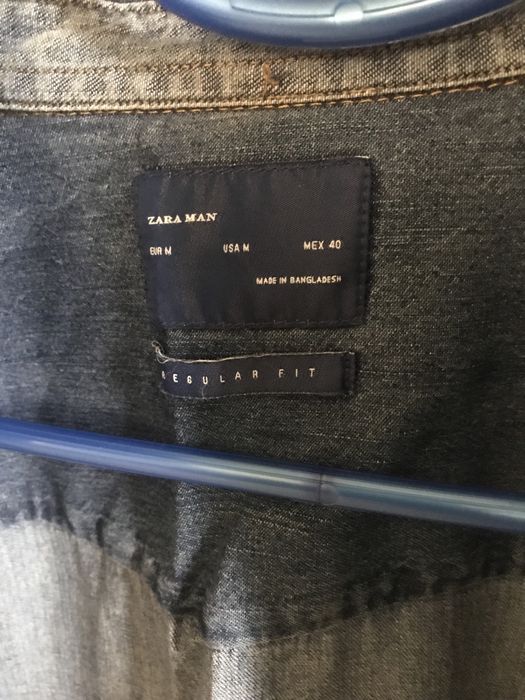 ZARA MAN
EUR M USA M MEX 40
MADE IN BANGLADESH
REGULAR FIT